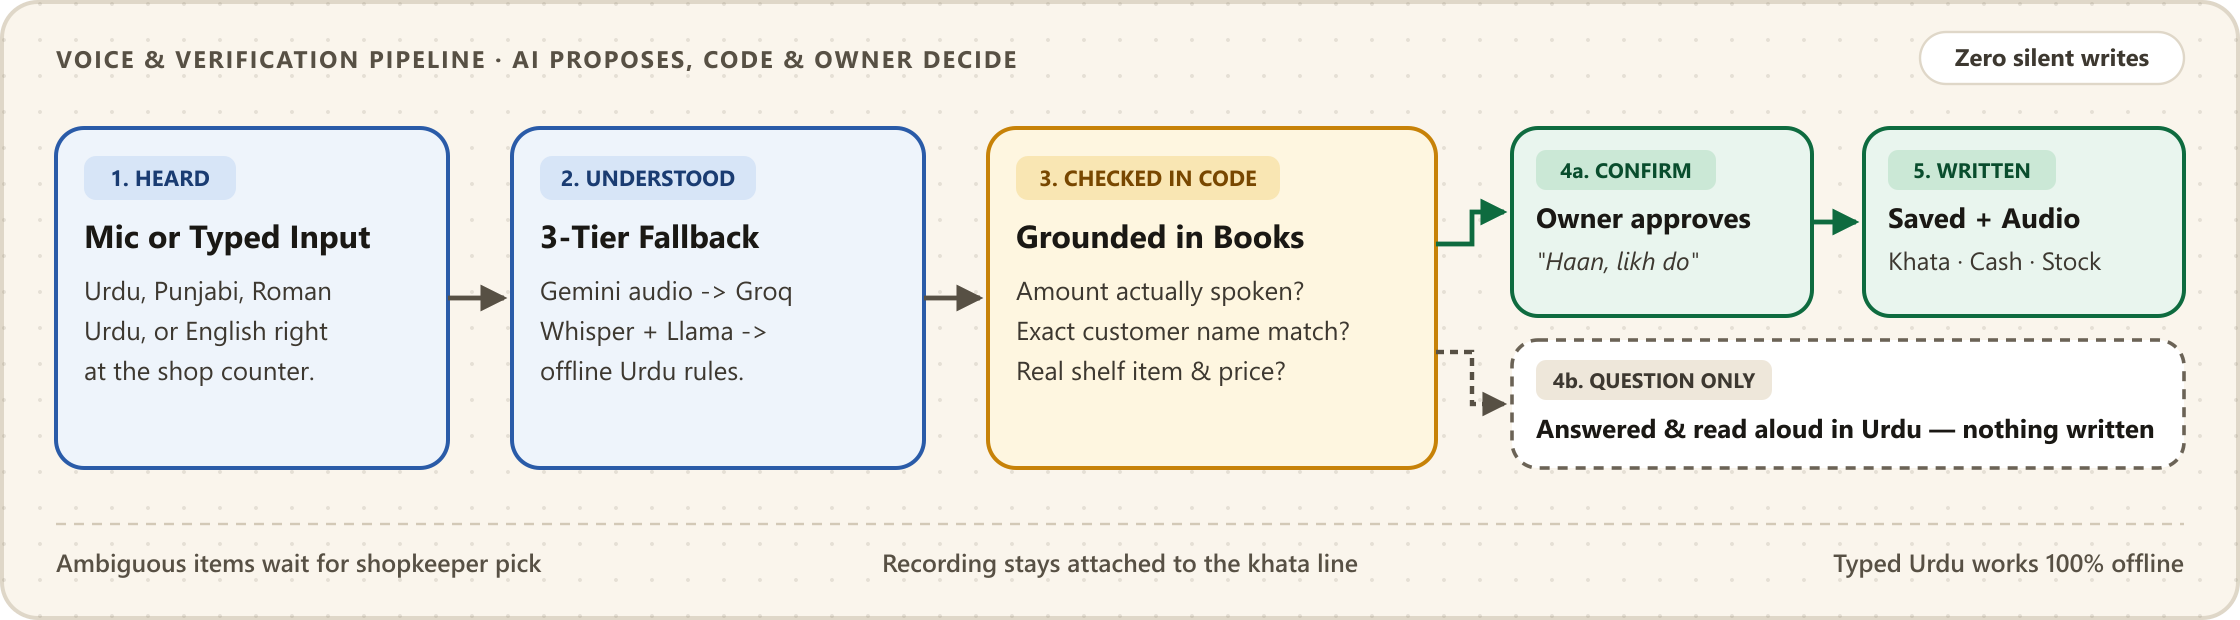 VOICE & VERIFICATION PIPELINE · AI PROPOSES, CODE & OWNER DECIDE
Zero silent writes
1. HEARD
Mic or Typed Input
Urdu, Punjabi, Roman
Urdu, or English right
at the shop counter.
2. UNDERSTOOD
3-Tier Fallback
Gemini audio -> Groq
Whisper + Llama ->
offline Urdu rules.
3. CHECKED IN CODE
Grounded in Books
Amount actually spoken?
Exact customer name match?
Real shelf item & price?
4a. CONFIRM
Owner approves
"Haan, likh do"
5. WRITTEN
Saved + Audio
Khata · Cash · Stock
4b. QUESTION ONLY
Answered & read aloud in Urdu — nothing written
Ambiguous items wait for shopkeeper pick
Recording stays attached to the khata line
Typed Urdu works 100% offline